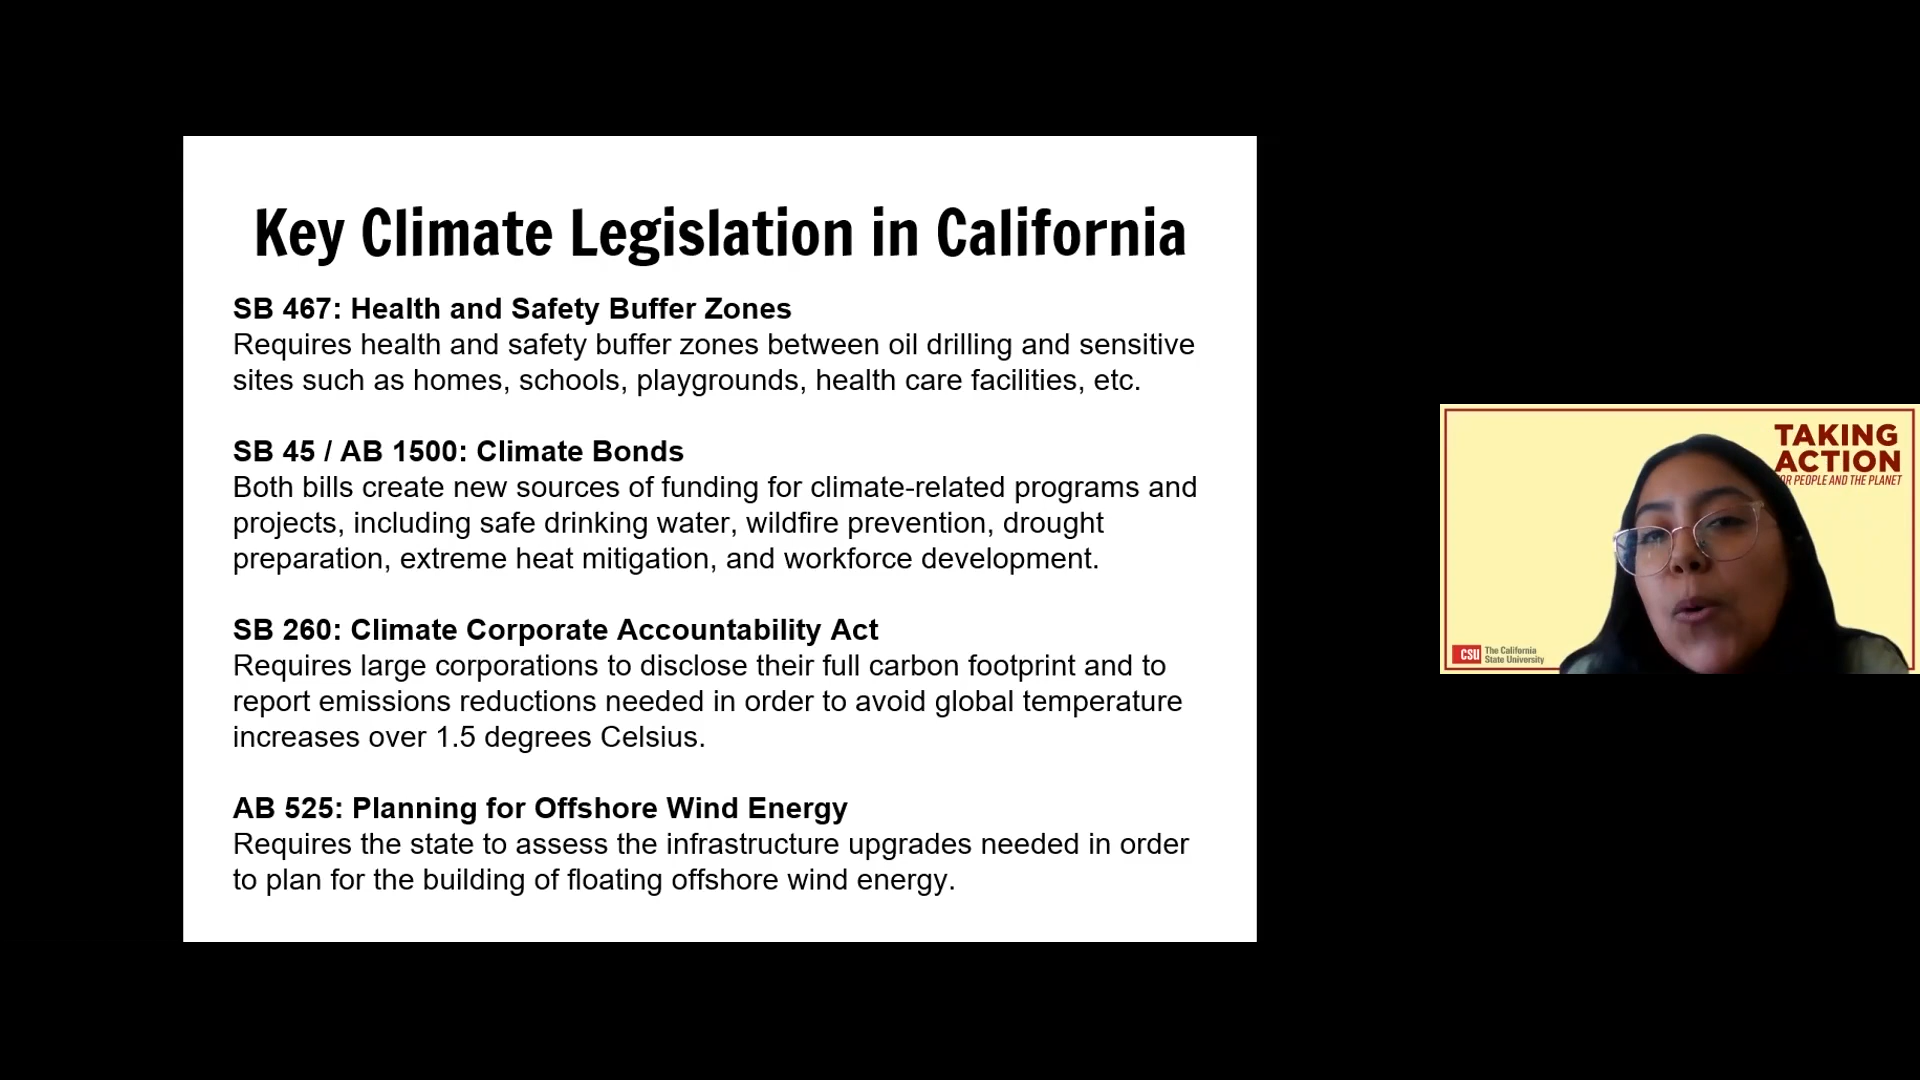 Key Climate Legislation in California
SB 467: Health and Safety Buffer Zones
Requires health and safety buffer zones between oil drilling and sensitive
sites such as homes, schools, playgrounds, health care facilities, etc.
SB 45 / AB 1500: Climate Bonds
Both bills create new sources of funding for climate-related programs and
projects, including safe drinking water, wildfire prevention, drought
preparation, extreme heat mitigation, and workforce development.
SB 260: Climate Corporate Accountability Act
Requires large corporations to disclose their full carbon footprint and to
report emissions reductions needed in order to avoid global temperature
increases over 1.5 degrees Celsius.
AB 525: Planning for Offshore Wind Energy
Requires the state to assess the infrastructure upgrades needed in order
to plan for the building of floating offshore wind energy.
TAKING
ACTION
OR PEOPLE AND THE PLANET
CSU The California
State University